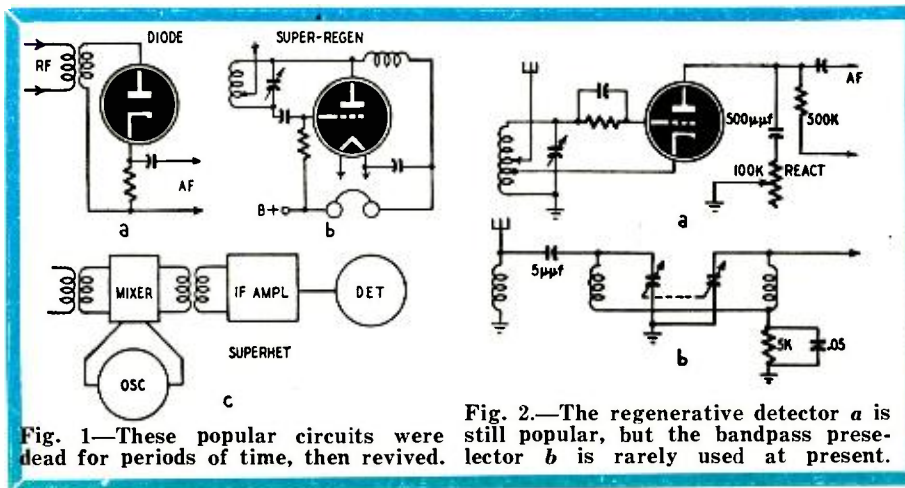 DIODE
RF
AF
a
SUPER-REGEN
B+
b
MIXER
IF AMPL
DET
OSC
SUPERHET
c
Fig. 1—These popular circuits were
dead for periods of time, then revived.
500μμf
AF
500K
100K
REACT
a
5μμf
5K
.05
b
Fig. 2.—The regenerative detector a is
still popular, but the bandpass prese-
lector b is rarely used at present.